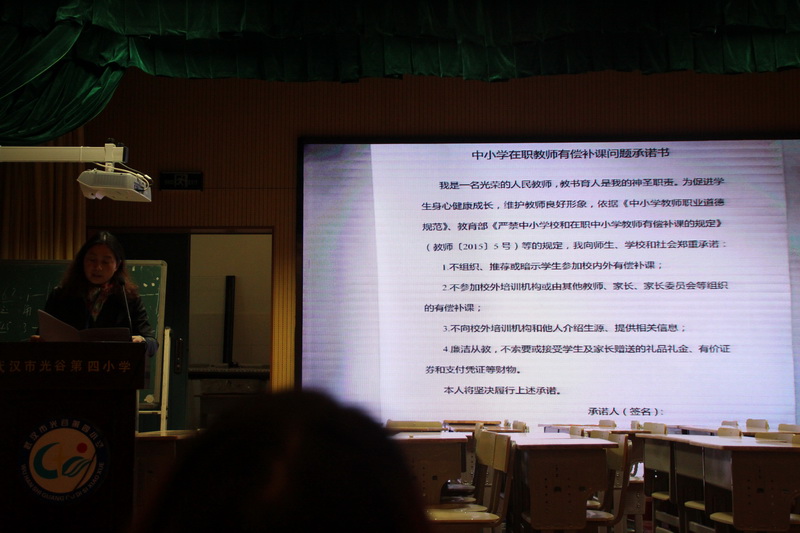 中小学在职教师有偿补课问题承诺书
我是一名光荣的人民教师，教书育人是我的神圣职责。为促进学
生身心健康成长，维护教师良好形象，依据《中小学教师职业道德
规范》、教育部《严禁中小学校和在职中小学教师有偿补课的规定》
（教师〔2015〕5 号）等的规定，我向师生、学校和社会郑重承诺：
1.不组织、推荐或暗示学生参加校内外有偿补课；
2.不参加校外培训机构或由其他教师、家长、家长委员会等组织
的有偿补课；
3.不向校外培训机构和他人介绍生源、提供相关信息；
4.廉洁从教，不索要或接受学生及家长赠送的礼品礼金、有价证
券和支付凭证等财物。
本人将坚决履行上述承诺。
承诺人（签名）：
武汉市光谷第四小学